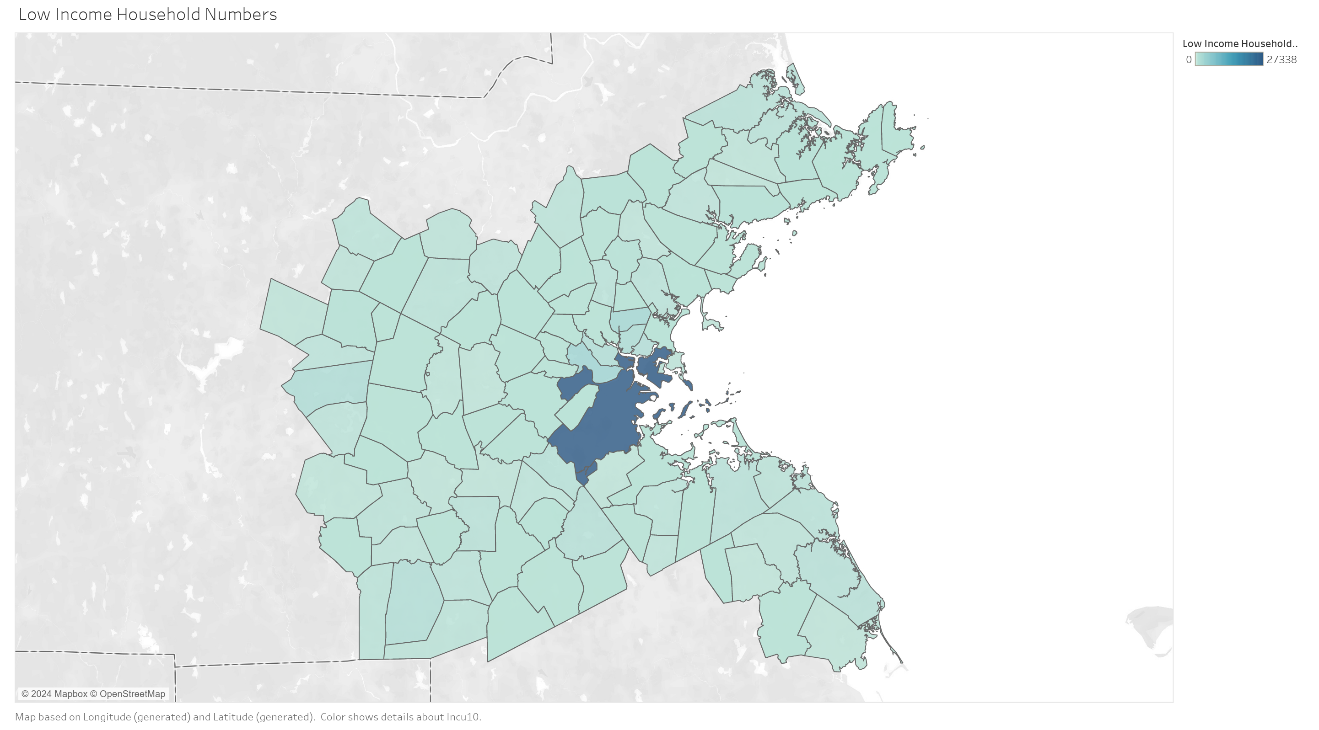 Low Income Household Numbers
Low Income Household..
0 27338
© 2024 Mapbox © OpenStreetMap
Map based on Longitude (generated) and Latitude (generated). Color shows details about Incu10.